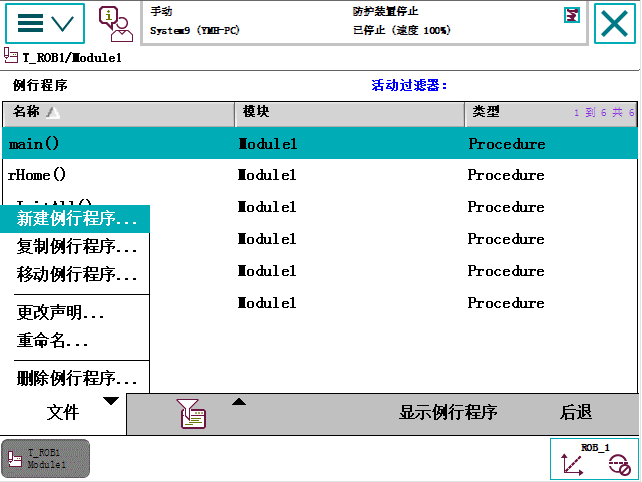 手动
防护装置停止
System9 (YMH-PC)
已停止 (速度 100%)
T_ROB1/Module1
例行程序
活动过滤器:
名称 模块 类型 1 到 6 共 6
main() Module1 Procedure
rHome() Module1 Procedure
Module1 Procedure
新建例行程序...
Module1 Procedure
复制例行程序...
Module1 Procedure
移动例行程序...
Module1 Procedure
更改声明...
重命名...
删除例行程序...
文件 显示例行程序 后退
T_ROB1
Module1
ROB_1